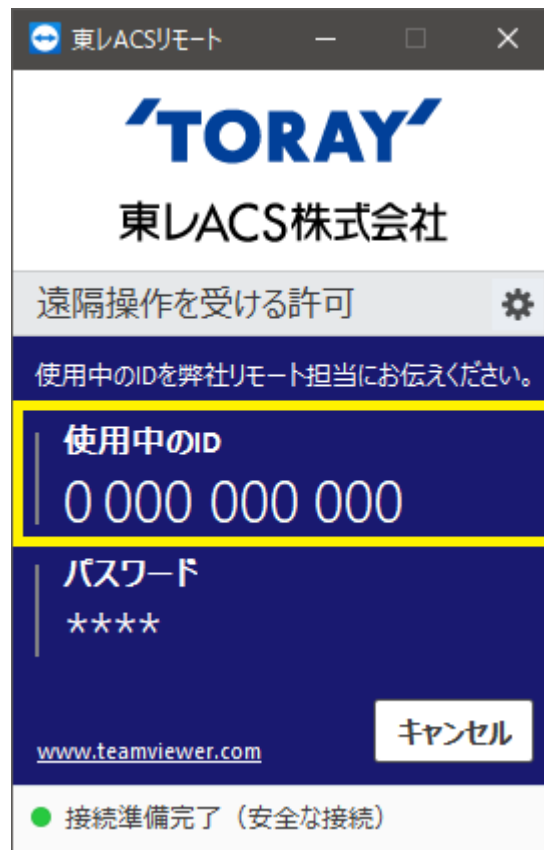 東レACSリモート
'TORAY'
東レACS株式会社
遠隔操作を受ける許可
使用中のIDを弊社リモート担当にお伝えください。
使用中のID
0 000 000 000
パスワード
****
キャンセル
www.teamviewer.com
接続準備完了（安全な接続）